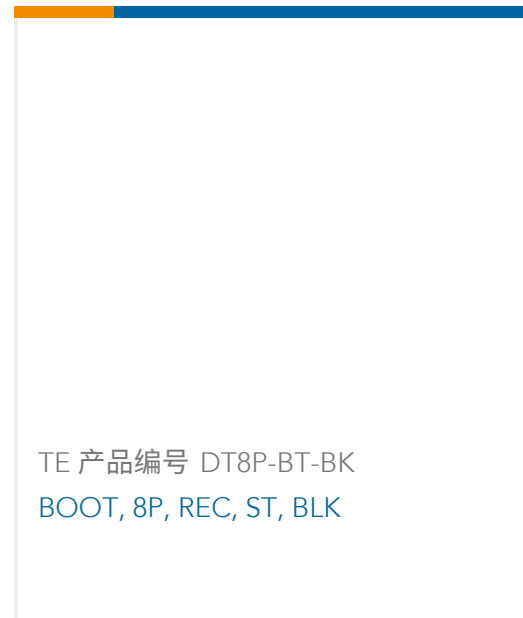 TE 产品编号 DT8P-BT-BK
BOOT, 8P, REC, ST, BLK